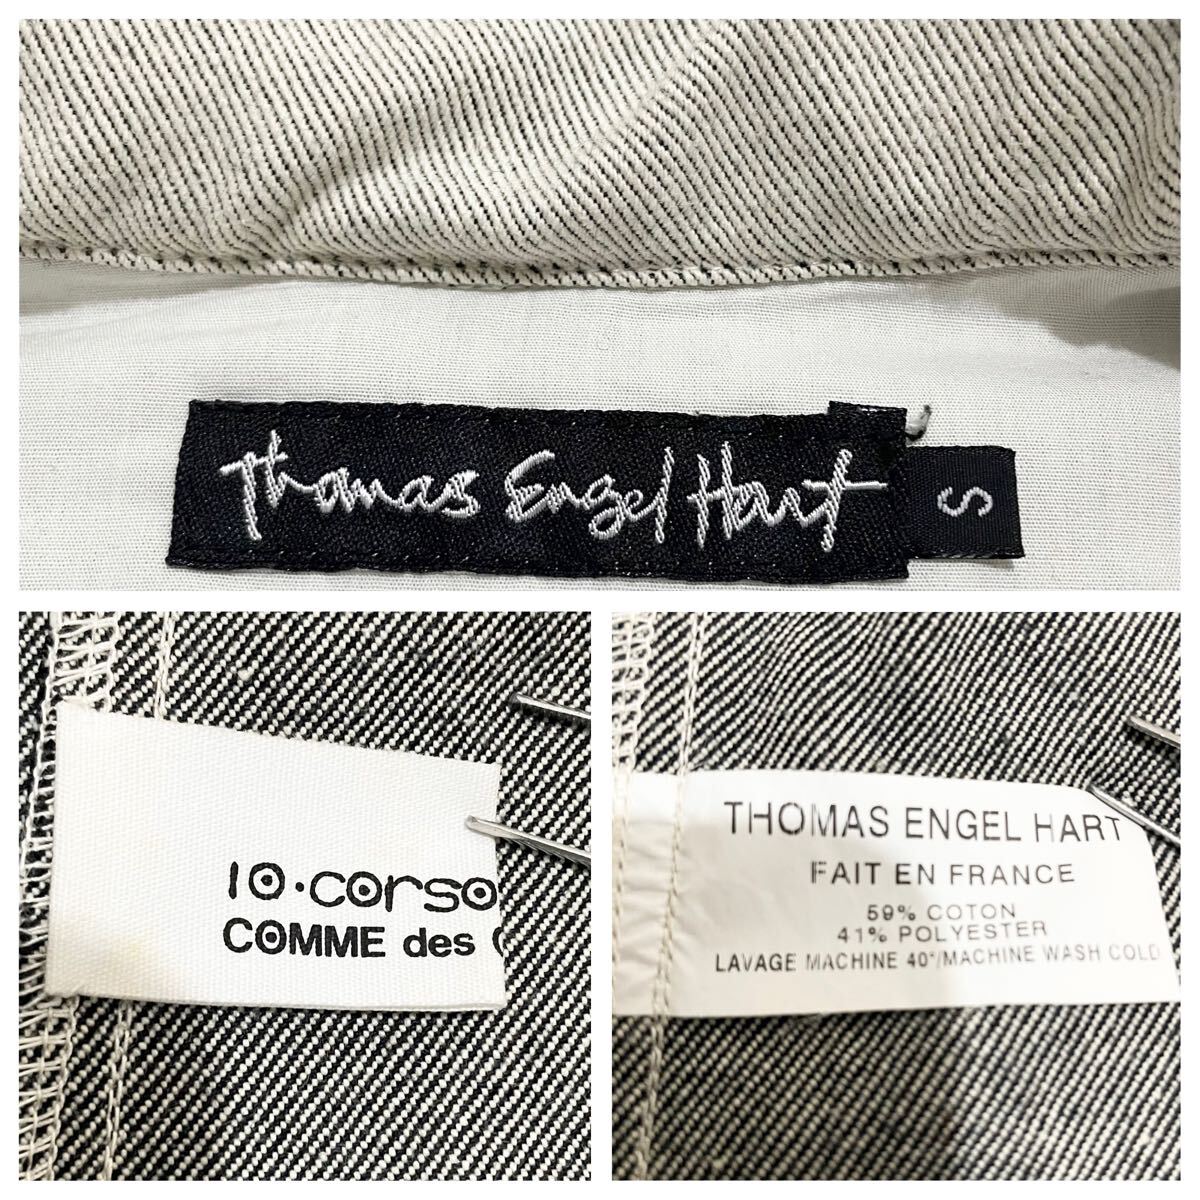 Thomas Engel Hart
S
10·corso
COMME des
THOMAS ENGEL HART
FAIT EN FRANCE
59% COTON
41% POLYESTER
LAVAGE MACHINE 40°/MACHINE WASH COLD